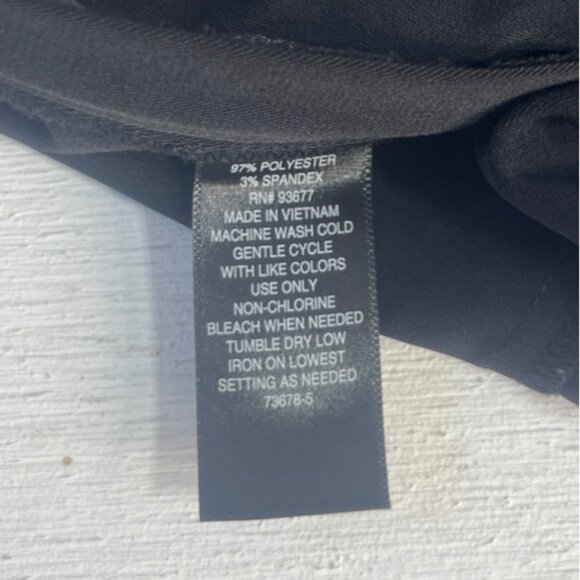 97% POLYESTER
3% SPANDEX
RN# 93677
MADE IN VIETNAM
MACHINE WASH COLD
GENTLE CYCLE
WITH LIKE COLORS
USE ONLY
NON-CHLORINE
BLEACH WHEN NEEDED
TUMBLE DRY LOW
IRON ON LOWEST
SETTING AS NEEDED
73678-5